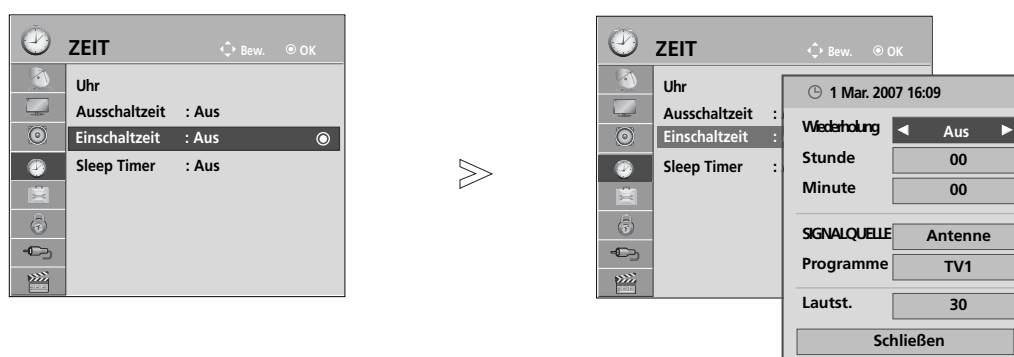 ZEIT Bew. OK
Uhr
Ausschaltzeit : Aus
Einschaltzeit : Aus
Sleep Timer : Aus
ZEIT Bew. OK
Uhr
Ausschaltzeit :
Einschaltzeit :
Sleep Timer :
1 Mar. 2007 16:09
Wiederholung ◀ Aus ▶
Stunde 00
Minute 00
SIGNALQUELLE Antenne
Programme TV1
Lautst. 30
Schließen